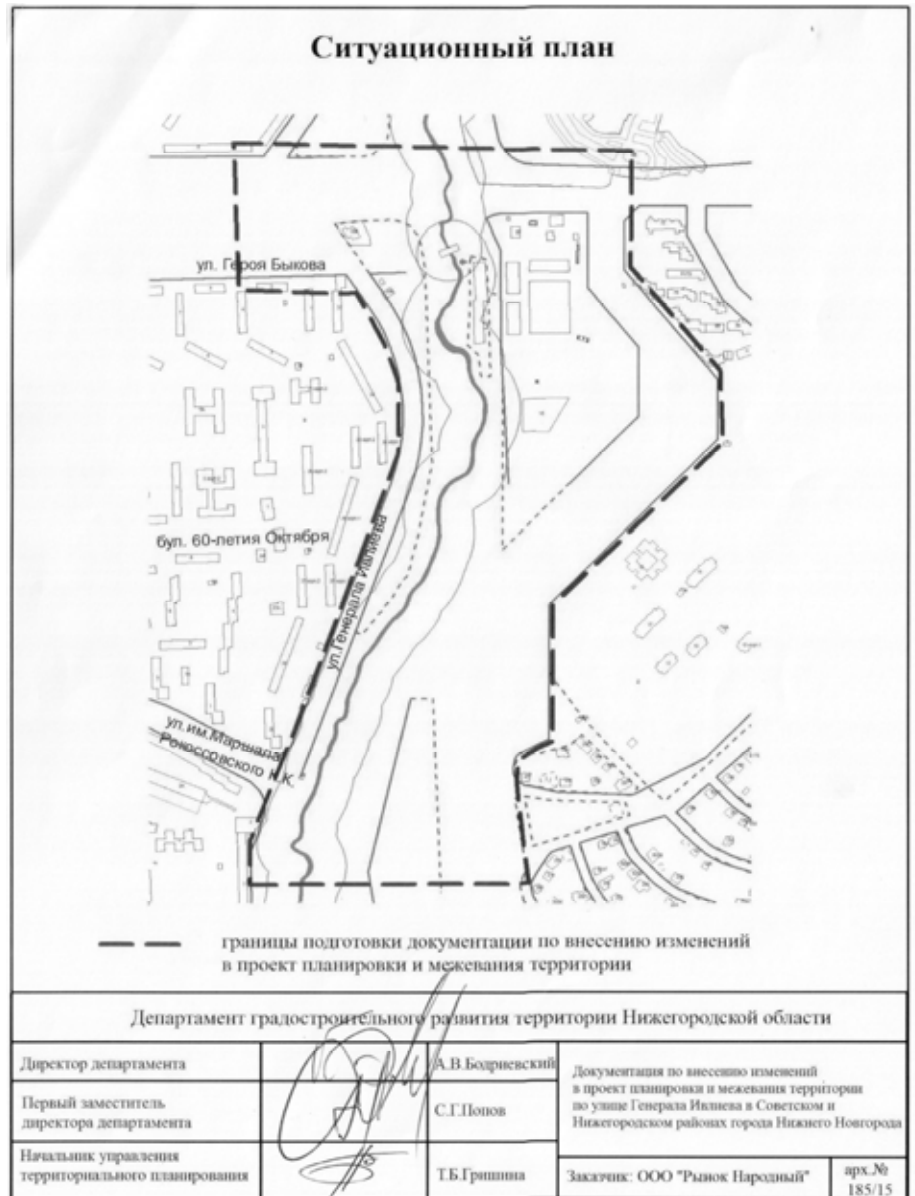 Ситуационный план
ул. Героя Быкова
бул. 60-летия Октября
ул.Генерала Ивлиева
ул.им.Маршала
Рокоссовского К.К.
границы подготовки документации по внесению изменений
в проект планировки и межевания территории
Департамент градостроительного развития территории Нижегородской области
Директор департамента
А.В.Бодриевский
Первый заместитель
директора департамента
С.Г.Попов
Начальник управления
территориального планирования
Т.Б.Гришина
Документация по внесению изменений
в проект планировки и межевания территории
по улице Генерала Ивлиева в Советском и
Нижегородском районах города Нижнего Новгорода
Заказчик: ООО "Рынок Народный"
арх.№
185/15